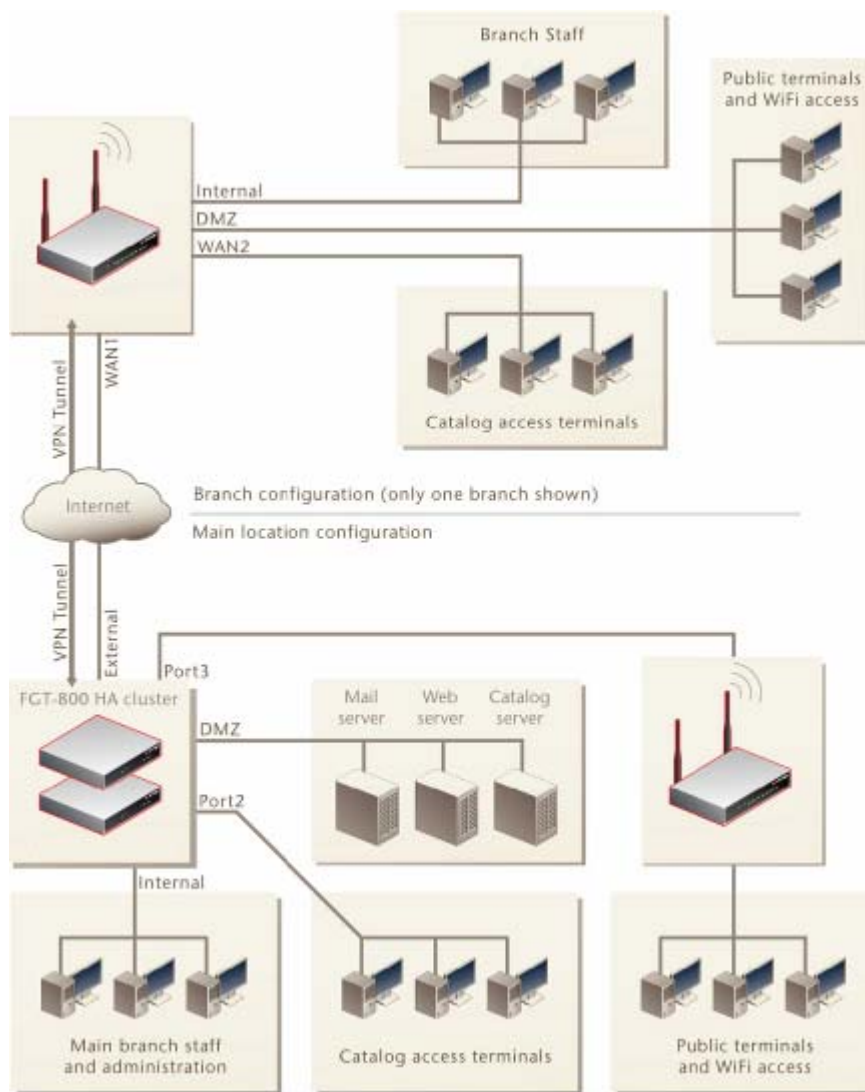 Branch Staff
Public terminals
and WiFi access
Internal
DMZ
WAN2
WAN1
VPN Tunnel
Catalog access terminals
Internet
Branch configuration (only one branch shown)
Main location configuration
VPN Tunnel
External
Port3
FGT-800 HA cluster
Mail
server
Web
server
Catalog
server
DMZ
Port2
Internal
Main branch staff
and administration
Catalog access terminals
Public terminals
and WiFi access